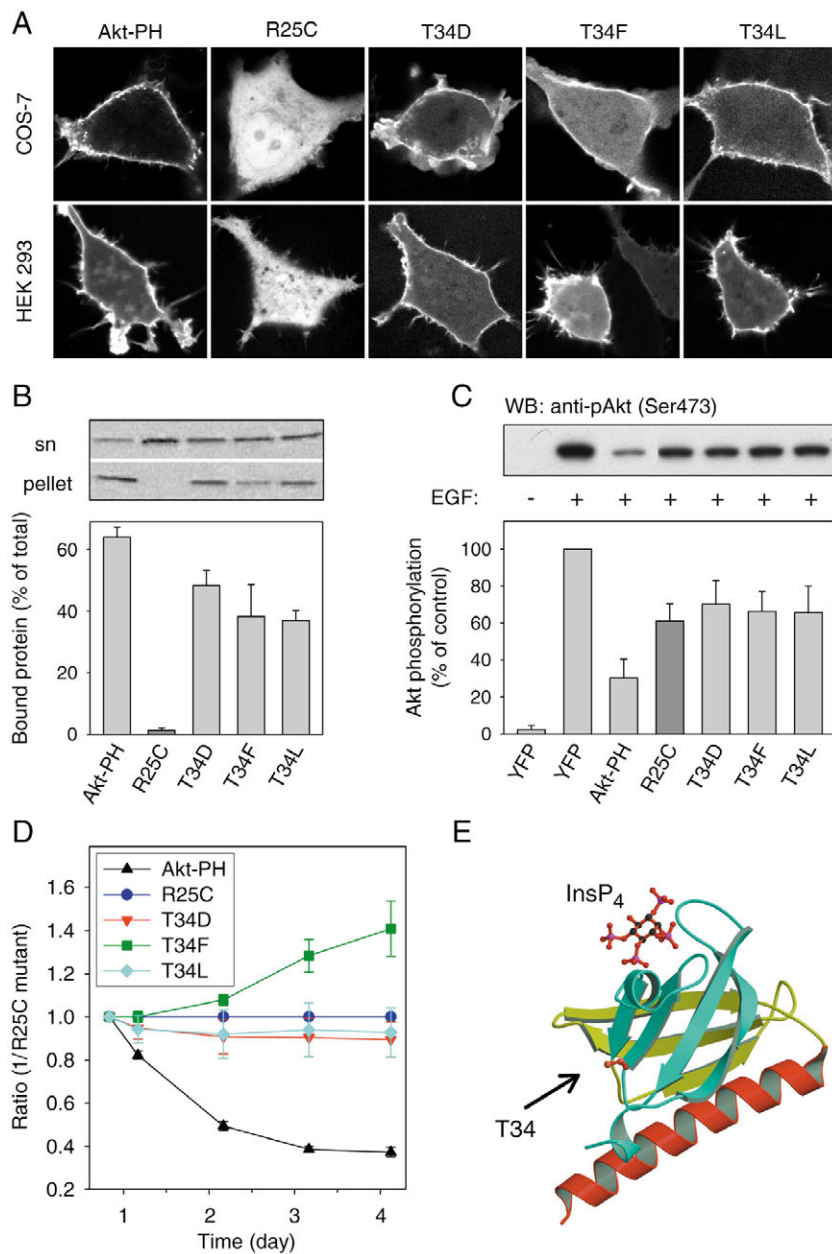 A
Akt-PH R25C T34D T34F T34L
COS-7
HEK 293
B
sn
pellet
Bound protein (% of total)
60
40
20
0
Akt-PH R25C T34D T34F T34L
C
WB: anti-pAkt (Ser473)
EGF: - + + + + + +
Akt phosphorylation
(% of control)
100
80
60
40
20
0
YFP YFP Akt-PH R25C T34D T34F T34L
D
Akt-PH
R25C
T34D
T34F
T34L
Ratio (1/R25C mutant)
1.6
1.4
1.2
1.0
0.8
0.6
0.4
0.2
1 2 3 4
Time (day)
E
InsP4
T34